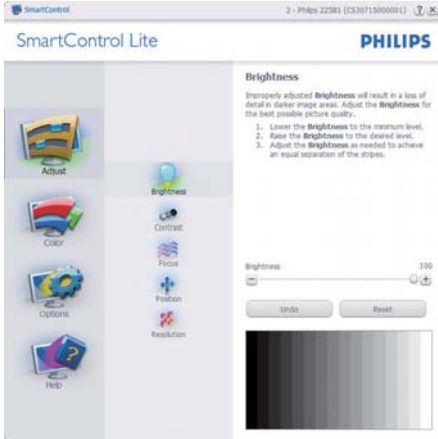 SmartControl
2 - Philips 225B1 (CS30715000001)
SmartControl Lite
PHILIPS
Adjust
Color
Options
Help
Brightness
Contrast
Focus
Position
Resolution
Brightness
Improperly adjusted Brightness will result in a loss of
detail in darker image areas. Adjust the Brightness for
the best possible picture quality.
1. Lower the Brightness to the minimum level.
2. Raise the Brightness to the desired level.
3. Adjust the Brightness as needed to achieve
an equal separation of the stripes.
Brightness 100
Undo Reset